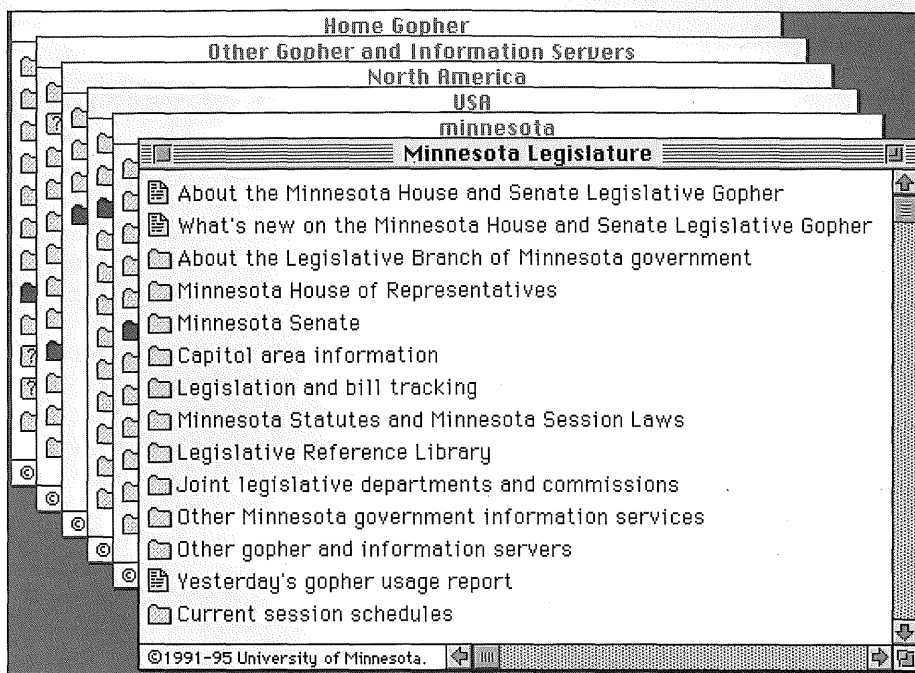 Home Gopher
Other Gopher and Information Servers
North America
USA
minnesota
Minnesota Legislature
About the Minnesota House and Senate Legislative Gopher
What's new on the Minnesota House and Senate Legislative Gopher
About the Legislative Branch of Minnesota government
Minnesota House of Representatives
Minnesota Senate
Capitol area information
Legislation and bill tracking
Minnesota Statutes and Minnesota Session Laws
Legislative Reference Library
Joint legislative departments and commissions
Other Minnesota government information services
Other gopher and information servers
Yesterday's gopher usage report
Current session schedules
©1991-95 University of Minnesota.
?
?
?
©
©
©
©
©